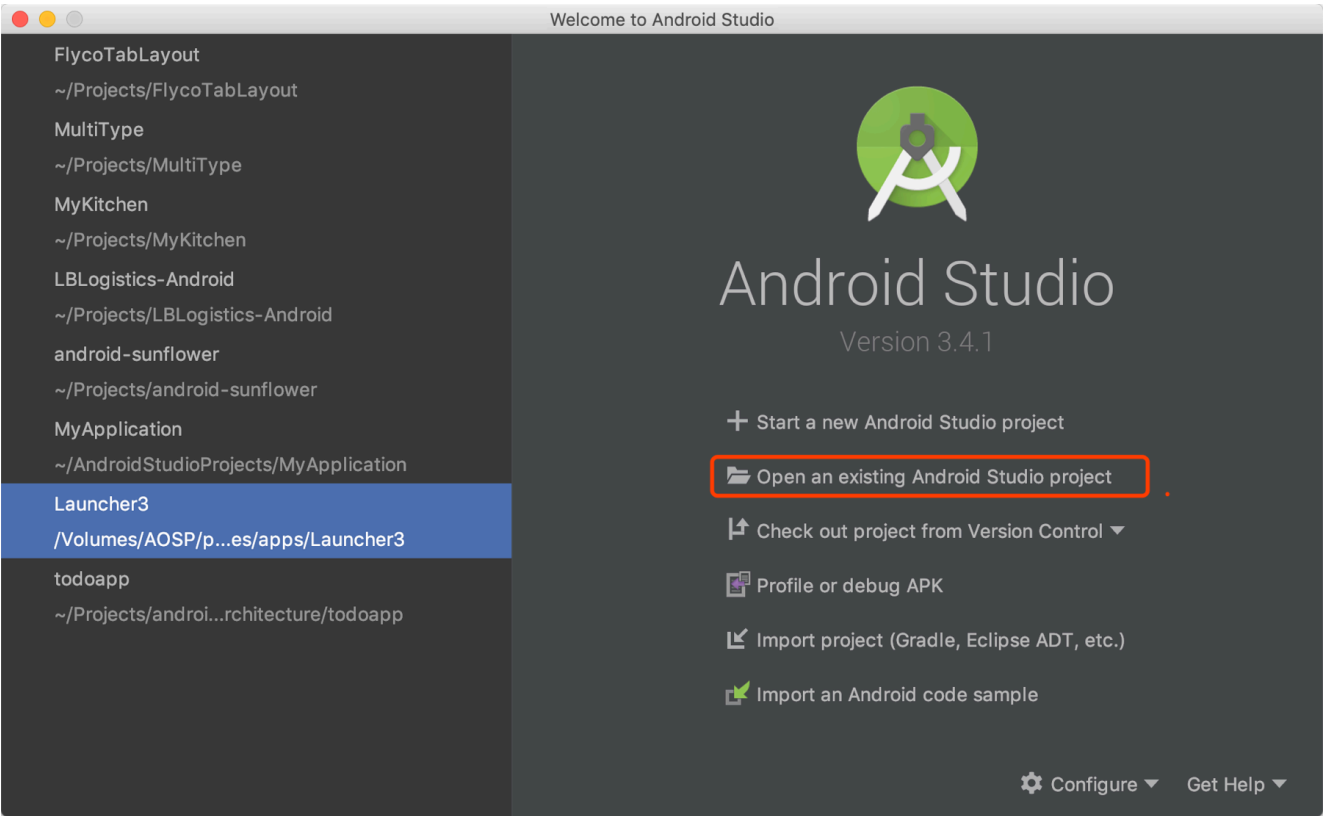 Welcome to Android Studio
FlycoTabLayout
~/Projects/FlycoTabLayout
MultiType
~/Projects/MultiType
MyKitchen
~/Projects/MyKitchen
LBLogistics-Android
~/Projects/LBLogistics-Android
android-sunflower
~/Projects/android-sunflower
MyApplication
~/AndroidStudioProjects/MyApplication
Launcher3
/Volumes/AOSP/p...es/apps/Launcher3
todoapp
~/Projects/androi...rchitecture/todoapp
Android Studio
Version 3.4.1
Start a new Android Studio project
Open an existing Android Studio project
Check out project from Version Control
Profile or debug APK
Import project (Gradle, Eclipse ADT, etc.)
Import an Android code sample
Configure
Get Help